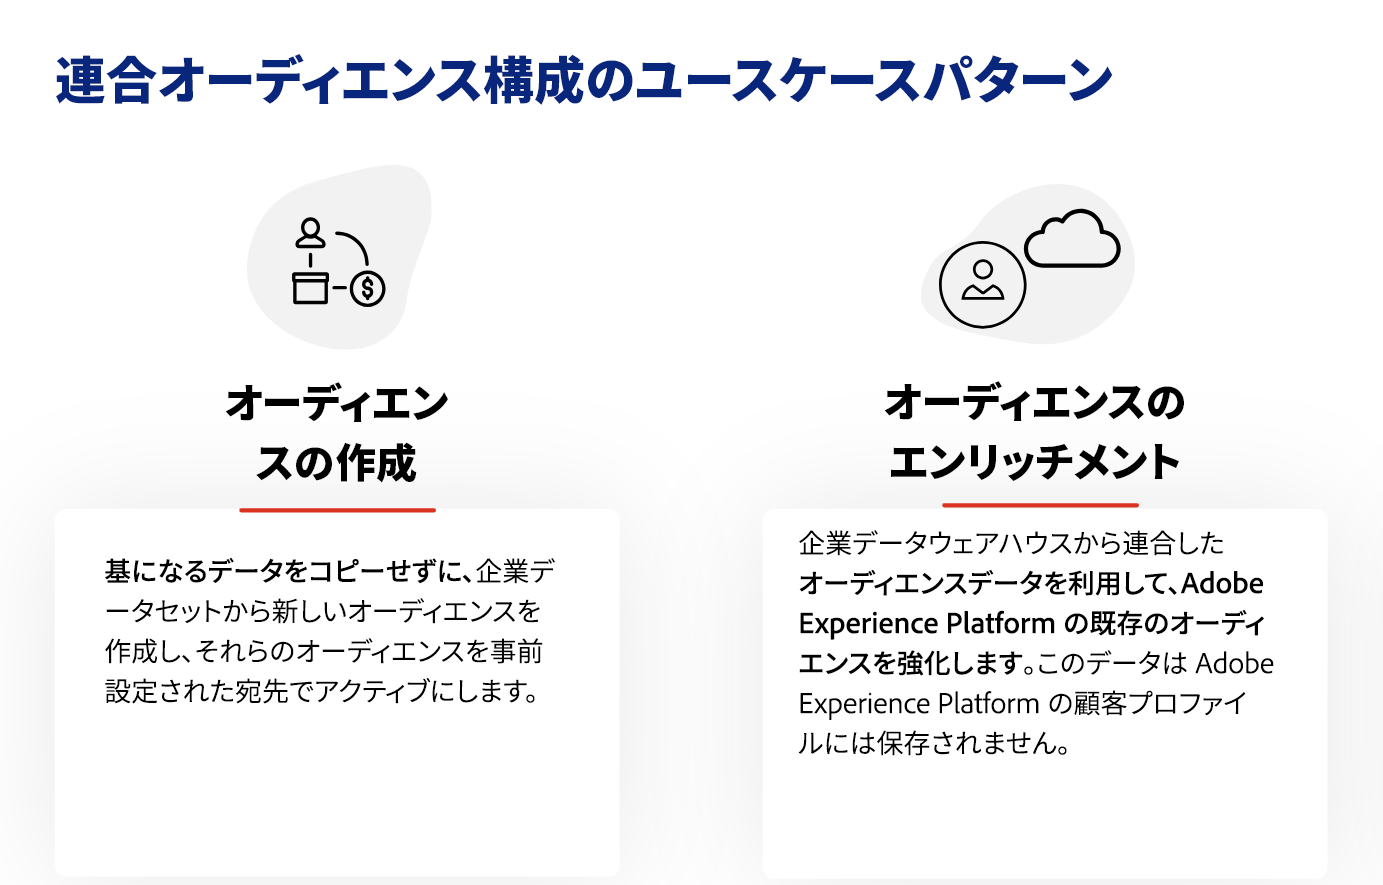 連合オーディエンス構成のユースケースパターン
オーディエン
スの作成
基になるデータをコピーせずに、企業デ
ータセットから新しいオーディエンスを
作成し、それらのオーディエンスを事前
設定された宛先でアクティブにします。
オーディエンスの
エンリッチメント
企業データウェアハウスから連合した
オーディエンスデータを利用して、Adobe
Experience Platform の既存のオーディ
エンスを強化します。このデータは Adobe
Experience Platform の顧客プロファイ
ルには保存されません。